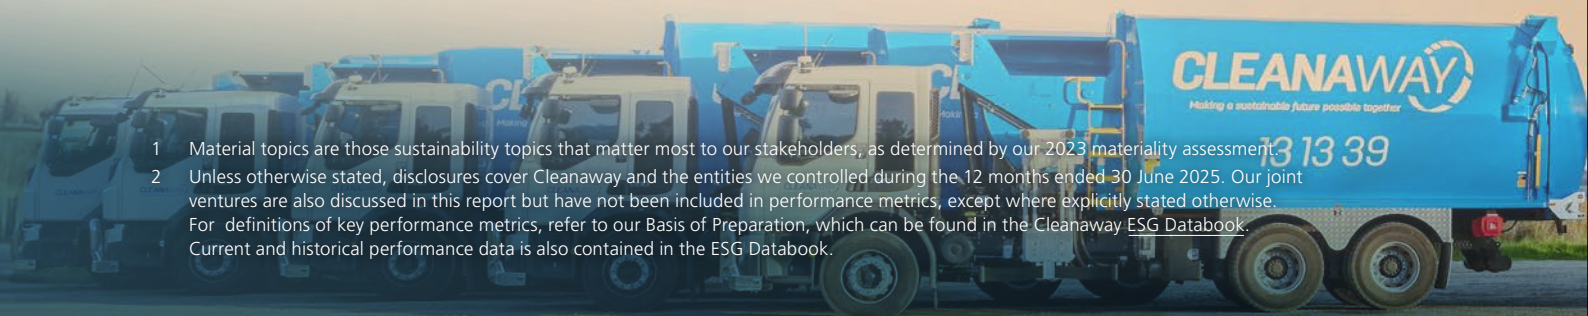 CLEANAWAY
Making a sustainable future possible together
13 13 39
1 Material topics are those sustainability topics that matter most to our stakeholders, as determined by our 2023 materiality assessment.
2 Unless otherwise stated, disclosures cover Cleanaway and the entities we controlled during the 12 months ended 30 June 2025. Our joint
ventures are also discussed in this report but have not been included in performance metrics, except where explicitly stated otherwise.
For definitions of key performance metrics, refer to our Basis of Preparation, which can be found in the Cleanaway ESG Databook.
Current and historical performance data is also contained in the ESG Databook.